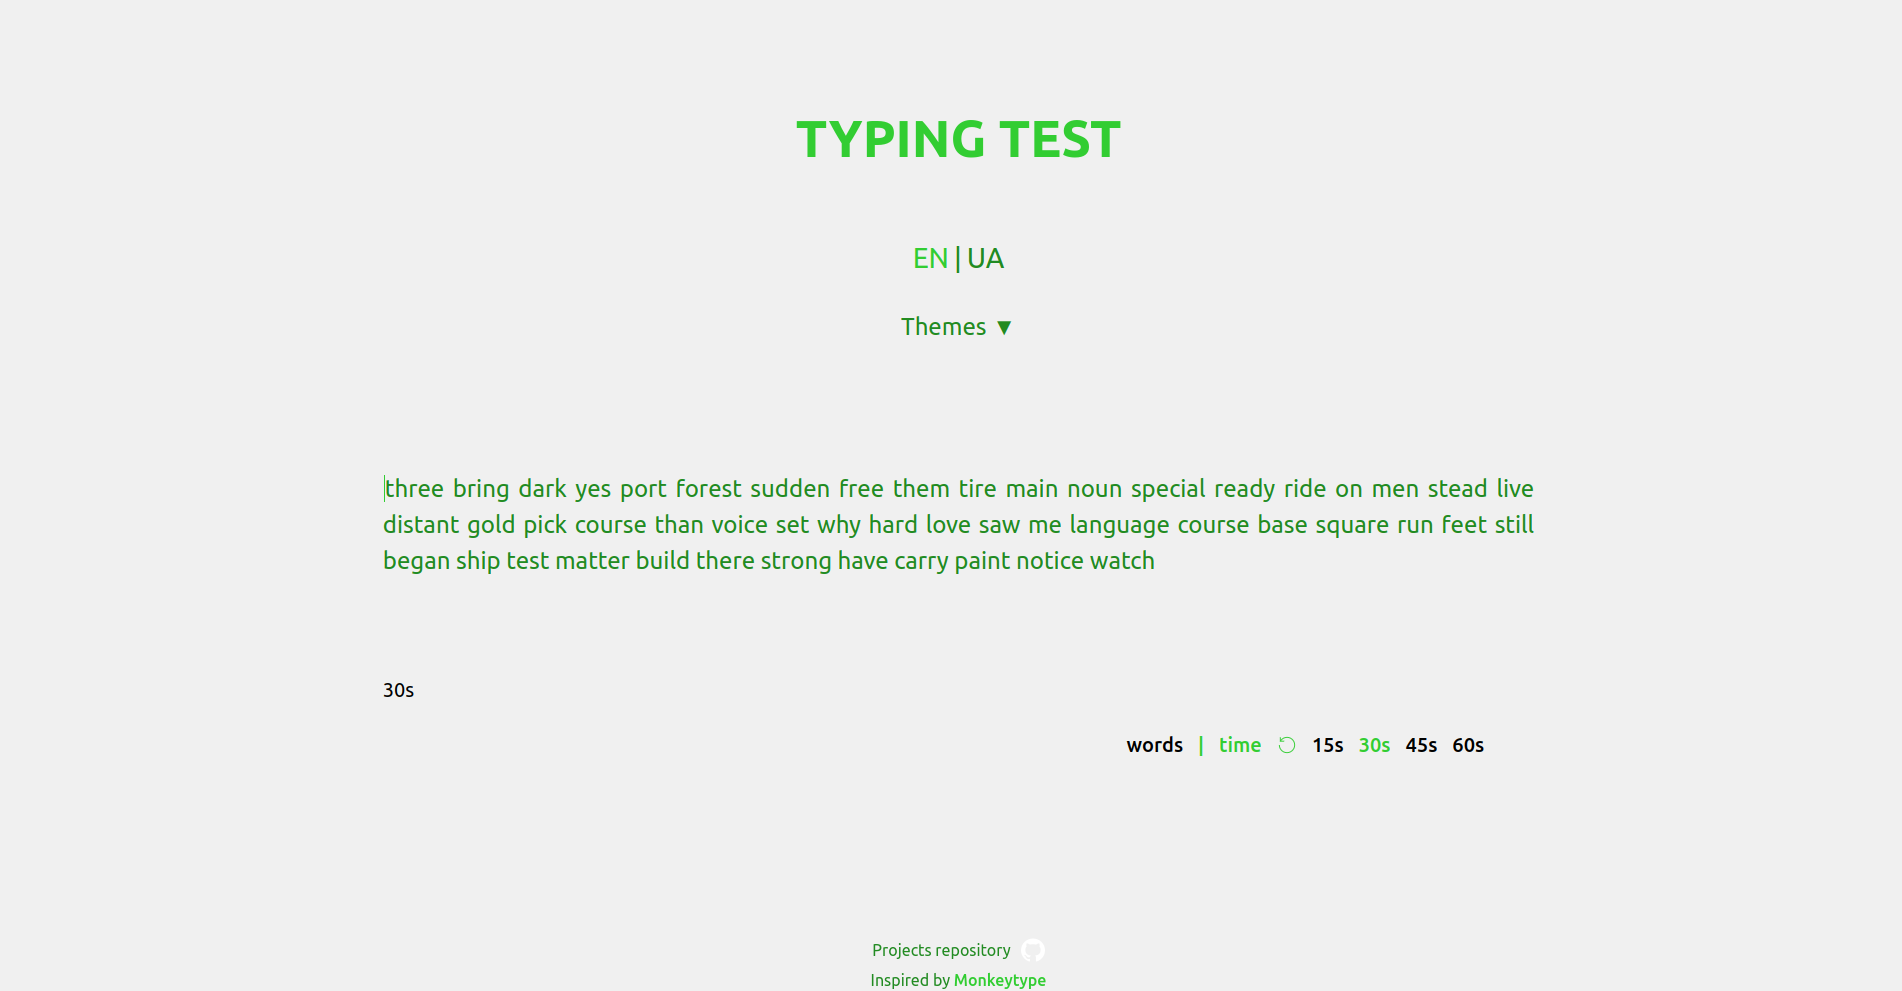 TYPING TEST
EN | UA
Themes ▼
three bring dark yes port forest sudden free them tire main noun special ready ride on men stead live
distant gold pick course than voice set why hard love saw me language course base square run feet still
began ship test matter build there strong have carry paint notice watch
30s
words | time 15s 30s 45s 60s
Projects repository
Inspired by Monkeytype